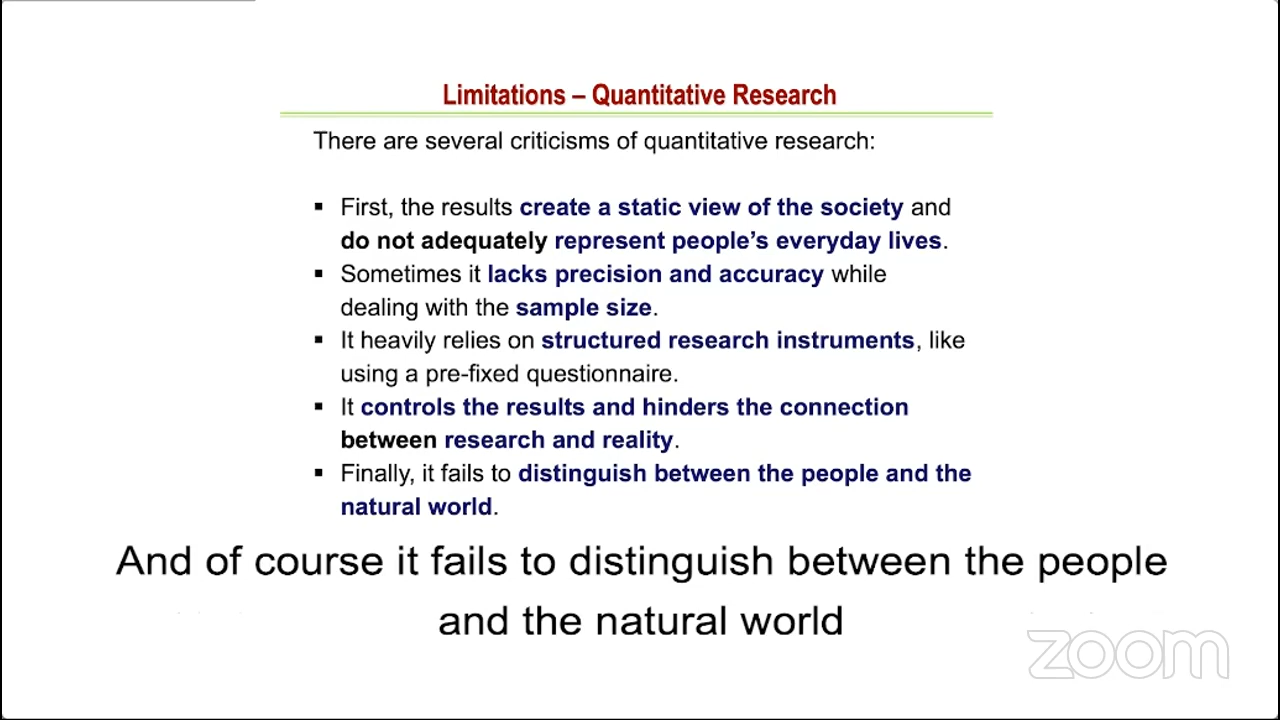 Limitations – Quantitative Research
There are several criticisms of quantitative research:
▪ First, the results create a static view of the society and
do not adequately represent people’s everyday lives.
▪ Sometimes it lacks precision and accuracy while
dealing with the sample size.
▪ It heavily relies on structured research instruments, like
using a pre-fixed questionnaire.
▪ It controls the results and hinders the connection
between research and reality.
▪ Finally, it fails to distinguish between the people and the
natural world.
And of course it fails to distinguish between the people
and the natural world
zoom